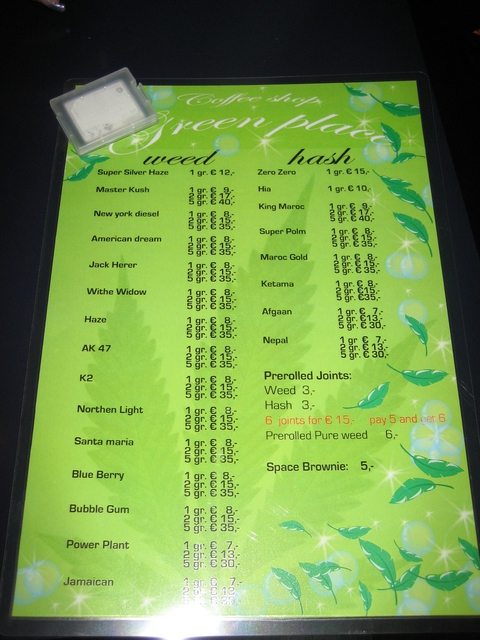 Coffee shop
Green place
weed
Super Silver Haze 1 gr. € 12,-
Master Kush 1 gr. € 9,-
2 gr. € 17,-
5 gr. € 40,-
New york diesel 1 gr. € 8,-
2 gr. € 15,-
5 gr. € 35,-
American dream 1 gr. € 8,-
2 gr. € 15,-
5 gr. € 35,-
Jack Herer 1 gr. € 8,-
2 gr. € 15,-
5 gr. € 35,-
Withe Widow 1 gr. € 8,-
2 gr. € 15,-
5 gr. € 35,-
Haze 1 gr. € 8,-
2 gr. € 15,-
5 gr. € 35,-
AK 47 1 gr. € 8,-
2 gr. € 15,-
5 gr. € 35,-
K2 1 gr. € 8,-
2 gr. € 15,-
5 gr. € 35,-
Northen Light 1 gr. € 8,-
2 gr. € 15,-
5 gr. € 35,-
Santa maria 1 gr. € 8,-
2 gr. € 15,-
5 gr. € 35,-
Blue Berry 1 gr. € 8,-
2 gr. € 15,-
5 gr. € 35,-
Bubble Gum 1 gr. € 8,-
2 gr. € 15,-
5 gr. € 35,-
Power Plant 1 gr. € 7,-
2 gr. € 13,-
5 gr. € 30,-
Jamaican 1 gr. € 7,-
2 gr. €
hash
Zero Zero 1 gr. € 15,-
Hia 1 gr. € 10,-
King Maroc 1 gr. € 9,-
2 gr. € 17,-
5 gr. € 40,-
Super Polm 1 gr. € 8,-
2 gr. € 15,-
5 gr. € 35,-
Maroc Gold 1 gr. € 8,-
2 gr. € 15,-
5 gr. € 35,-
Ketama 1 gr. € 8,-
2 gr. € 15,-
5 gr. € 35,-
Afgaan 1 gr. € 7,-
2 gr. € 13,-
5 gr. € 30,-
Nepal 1 gr. € 7,-
2 gr. € 13,-
5 gr. € 30,-
Prerolled Joints:
Weed 3,-
Hash 3,-
6 joints for € 15,- pay 5 and get 6
Prerolled Pure weed 6,-
Space Brownie: 5,-